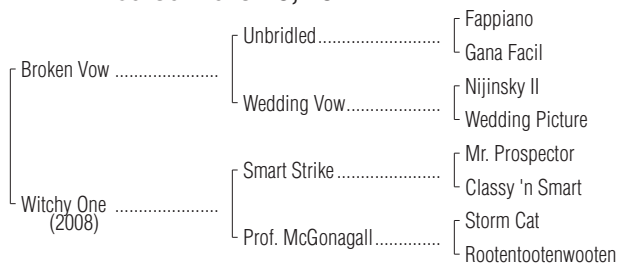 Fappiano
Unbridled
Gana Facil
Broken Vow
Nijinsky II
Wedding Vow
Wedding Picture
Mr. Prospector
Smart Strike
Classy 'n Smart
Witchy One
(2008)
Storm Cat
Prof. McGonagall
Rootentootenwooten